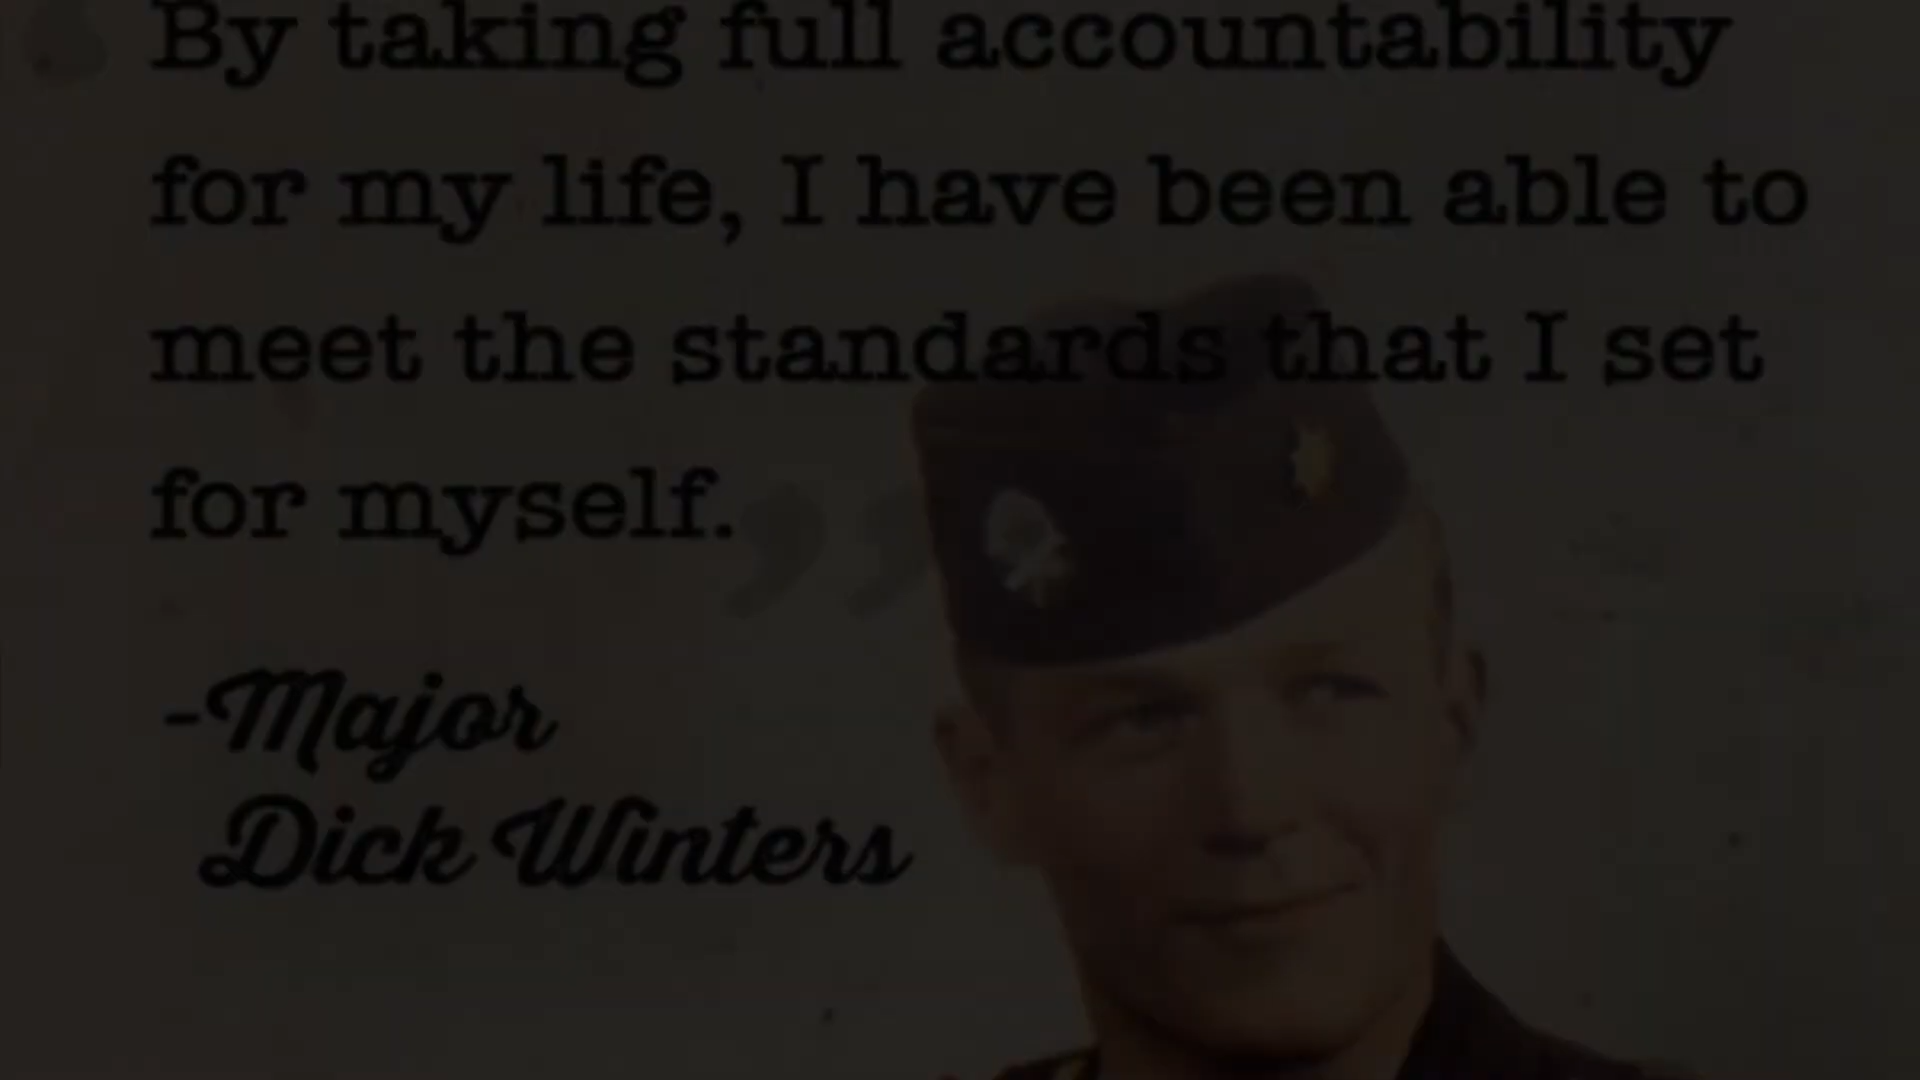 By taking full accountability
for my life, I have been able to
meet the standards that I set
for myself.”
-Major
Dick Winters